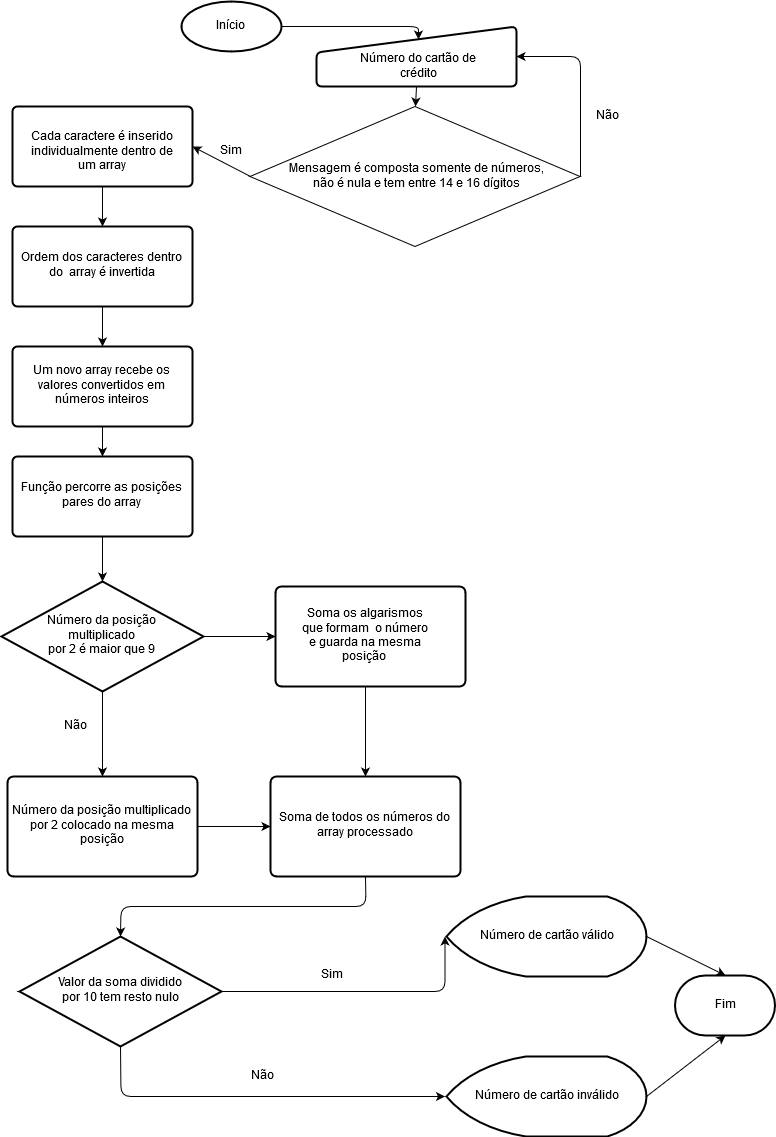 Início
Número do cartão de
crédito
Não
Mensagem é composta somente de números,
não é nula e tem entre 14 e 16 dígitos
Sim
Cada caractere é inserido
individualmente dentro de
um array
Ordem dos caracteres dentro
do array é invertida
Um novo array recebe os
valores convertidos em
números inteiros
Função percorre as posições
pares do array
Número da posição
multiplicado
por 2 é maior que 9
Soma os algarismos
que formam o número
e guarda na mesma
posição
Não
Número da posição multiplicado
por 2 colocado na mesma
posição
Soma de todos os números do
array processado
Valor da soma dividido
por 10 tem resto nulo
Sim
Número de cartão válido
Fim
Não
Número de cartão inválido